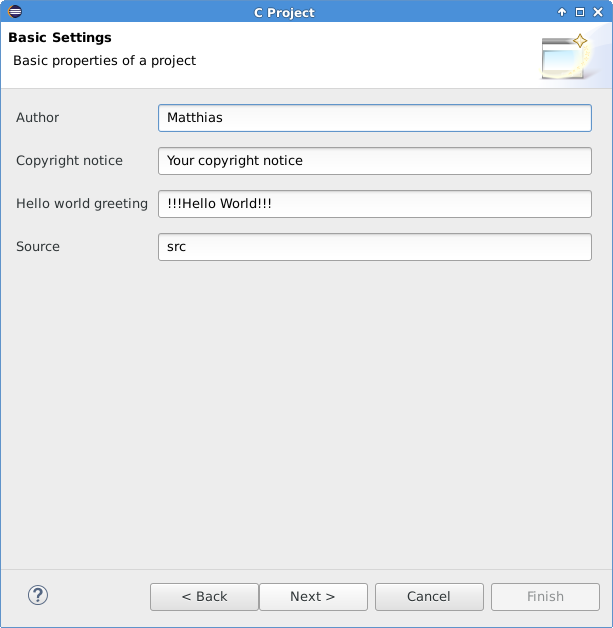 C Project
Basic Settings
Basic properties of a project
Author Matthias
Copyright notice Your copyright notice
Hello world greeting !!!Hello World!!!
Source src
? < Back Next > Cancel Finish